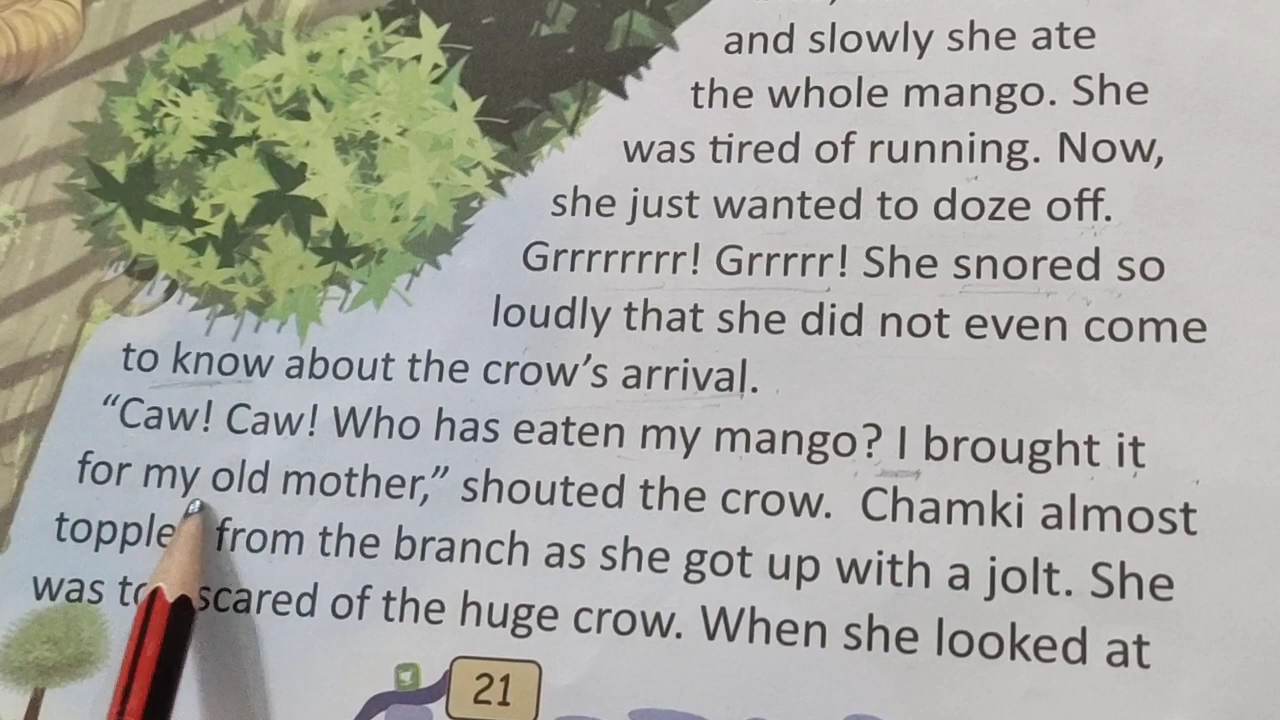 and slowly she ate
the whole mango. She
was tired of running. Now,
she just wanted to doze off.
Grrrrrrrr! Grrrrr! She snored so
loudly that she did not even come
to know about the crow's arrival.
“Caw! Caw! Who has eaten my mango? I brought it
for my old mother,” shouted the crow. Chamki almost
from the branch as she got up with a jolt. She
was scared of the huge crow. When she looked at
21